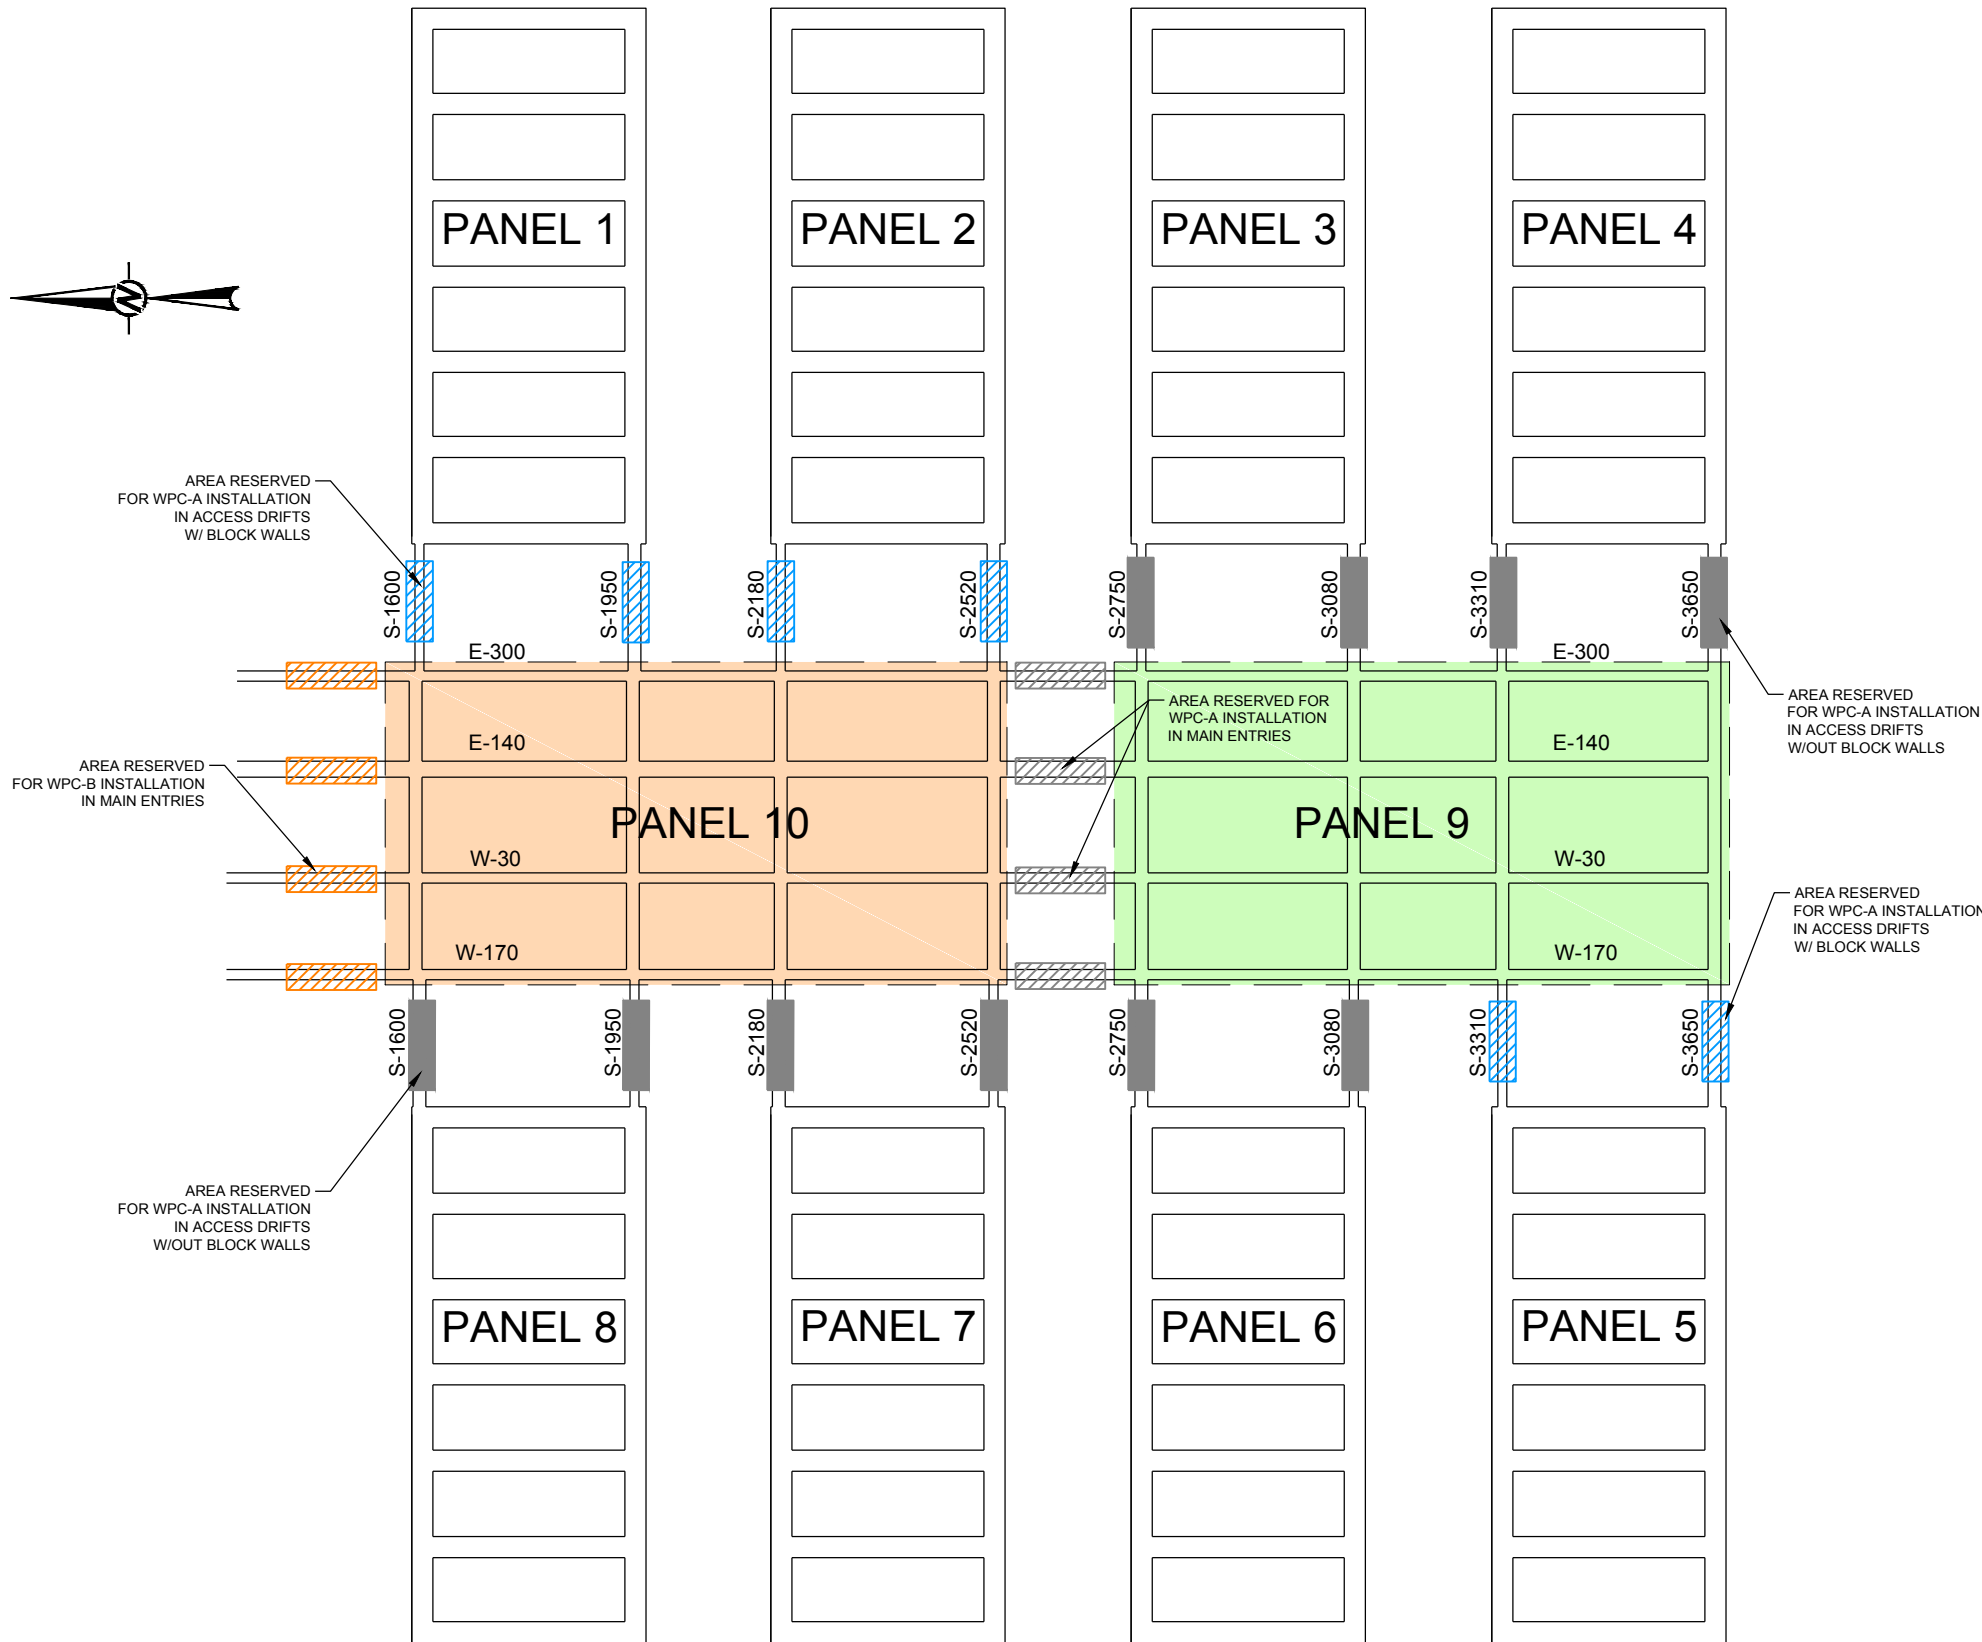 PANEL 1
PANEL 2
PANEL 3
PANEL 4
N
AREA RESERVED
FOR WPC-A INSTALLATION
IN ACCESS DRIFTS
W/ BLOCK WALLS
S-1600
S-1950
S-2180
S-2520
S-2750
S-3080
S-3310
S-3650
E-300
E-300
AREA RESERVED FOR
WPC-A INSTALLATION
IN MAIN ENTRIES
AREA RESERVED
FOR WPC-A INSTALLATION
IN ACCESS DRIFTS
W/OUT BLOCK WALLS
E-140
E-140
AREA RESERVED
FOR WPC-B INSTALLATION
IN MAIN ENTRIES
PANEL 10
PANEL 9
W-30
W-30
AREA RESERVED
FOR WPC-A INSTALLATION
IN ACCESS DRIFTS
W/ BLOCK WALLS
W-170
W-170
S-1600
S-1950
S-2180
S-2520
S-2750
S-3080
S-3310
S-3650
AREA RESERVED
FOR WPC-A INSTALLATION
IN ACCESS DRIFTS
W/OUT BLOCK WALLS
PANEL 8
PANEL 7
PANEL 6
PANEL 5